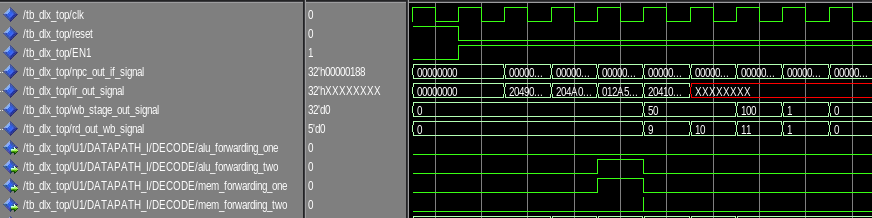 /tb_dlx_top/clk 0
/tb_dlx_top/reset 0
/tb_dlx_top/EN1 1
/tb_dlx_top/npc_out_if_signal 32'h00000188 00000000 00000... 00000... 00000... 00000... 00000... 00000... 00000... 00000...
/tb_dlx_top/ir_out_signal 32'hXXXXXXXX 00000000 20490... 204A0... 012A5... 20410... XXXXXXXX
/tb_dlx_top/wb_stage_out_signal 32'd0 0 50 100 1 0
/tb_dlx_top/rd_out_wb_signal 5'd0 0 9 10 11 1 0
/tb_dlx_top/U1/DATAPATH_I/DECODE/alu_forwarding_one 0
/tb_dlx_top/U1/DATAPATH_I/DECODE/alu_forwarding_two 0
/tb_dlx_top/U1/DATAPATH_I/DECODE/mem_forwarding_one 0
/tb_dlx_top/U1/DATAPATH_I/DECODE/mem_forwarding_two 0